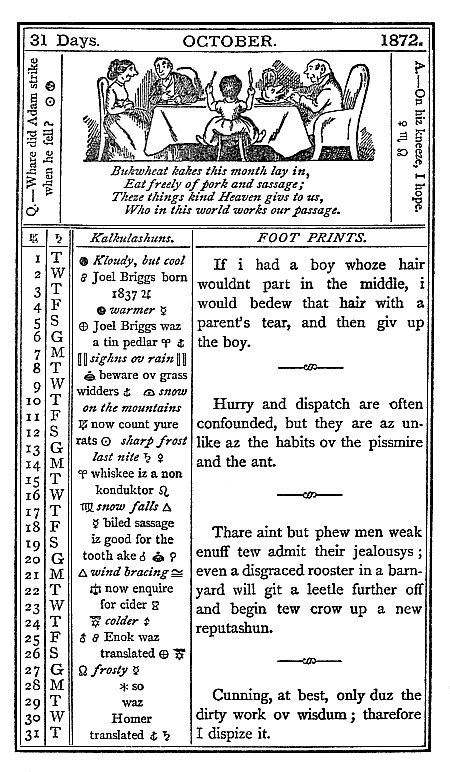 31 Days. OCTOBER. 1872.
Q.—Whare did Adam strike
when he fell?
A.—On hiz kneeze, I hope.
Bukwheat kakes this month lay in,
Eat freely of pork and sassage;
Theze things kind Heaven givs to us,
Who in this world works our passage.
Kalkulashuns.
FOOT PRINTS.
1 T
2 W
3 T
4 F
5 S
6 G
7 M
8 T
9 W
10 T
11 F
12 S
13 G
14 M
15 T
16 W
17 T
18 F
19 S
20 G
21 M
22 T
23 W
24 T
25 F
26 S
27 G
28 M
29 T
30 W
31 T
Kloudy, but cool
Joel Briggs born
1837 ♃
warmer ☿
⊕ Joel Briggs waz
a tin pedlar ♈
sighns ov rain
beware ov grass
widders snow
on the mountains
now count yure
rats ⊙ sharp frost
last nite ♄ ♀
♈ whiskee iz a non
konduktor ♌
♏ snow falls △
☿ biled sassage
iz good for the
tooth ake ♂
△ wind bracing ♎
now enquire
for cider
colder
Enok waz
translated ⊕
frosty ☿
* so
waz
Homer
translated ♄
If i had a boy whoze hair
wouldnt part in the middle, i
would bedew that hair with a
parent's tear, and then giv up
the boy.
Hurry and dispatch are often
confounded, but they are az un-
like az the habits ov the pissmire
and the ant.
Thare aint but phew men weak
enuff tew admit their jealousys;
even a disgraced rooster in a barn-
yard will git a leetle further off
and begin tew crow up a new
reputashun.
Cunning, at best, only duz the
dirty work ov wisdum; tharefore
I dispize it.